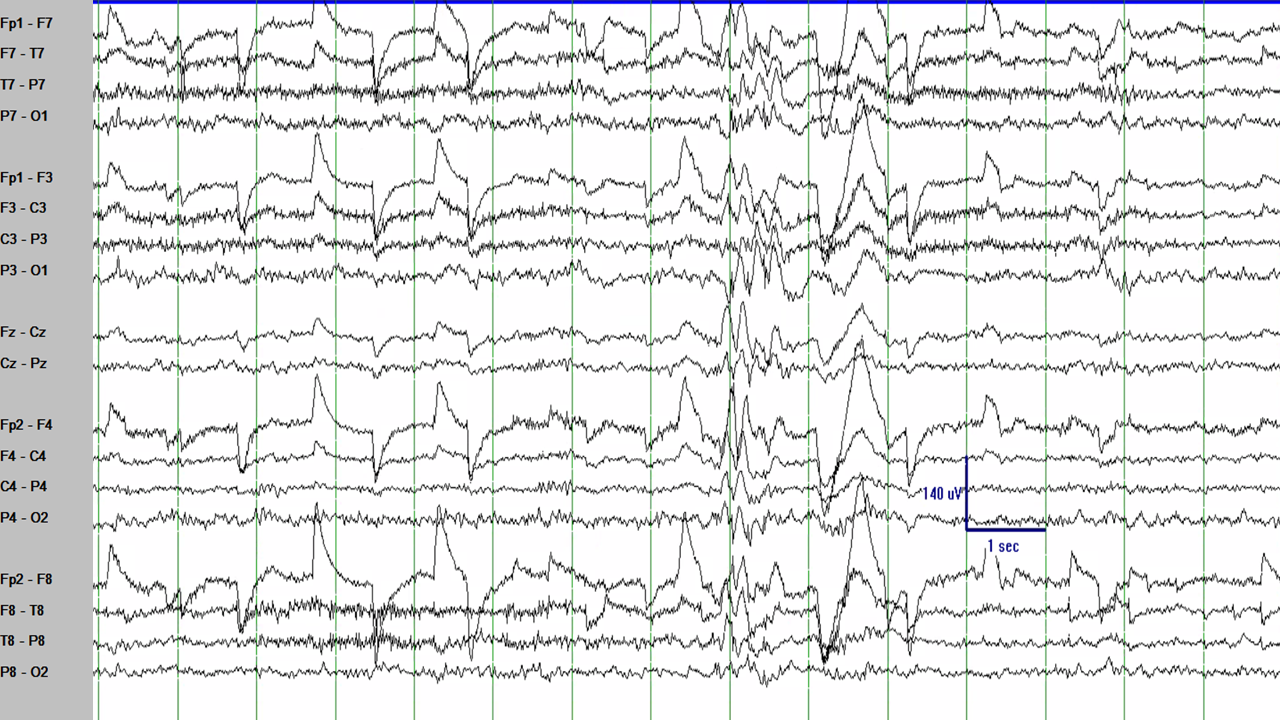 Fp1 - F7
F7 - T7
T7 - P7
P7 - O1
Fp1 - F3
F3 - C3
C3 - P3
P3 - O1
Fz - Cz
Cz - Pz
Fp2 - F4
F4 - C4
C4 - P4
P4 - O2
Fp2 - F8
F8 - T8
T8 - P8
P8 - O2
140 uV
1 sec